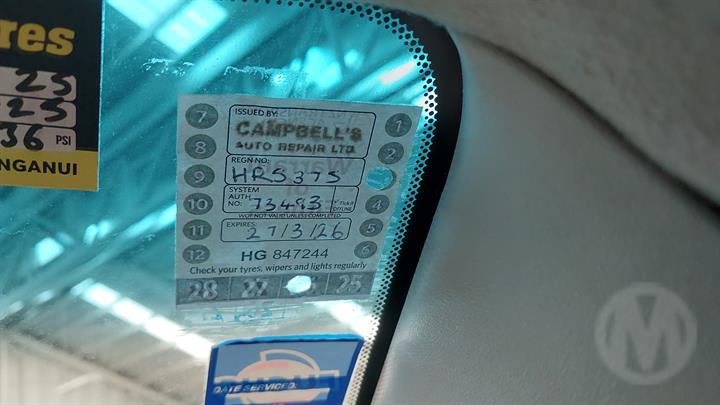 res
25
25
36 PSI
NGANUI
7 ISSUED BY: 1
CAMPBELL'S
8 AUTO REPAIR LTD 2
REGN NO:
9 HRS375
SYSTEM
AUTH
NO: 73493
10 4
WOF NOT VALID UNLESS COMPLETED
11 EXPIRES: 27/3/26 5
12 HG 847244 6
Check your tyres, wipers and lights regularly
28 27 25
DATE SERVICED:
M